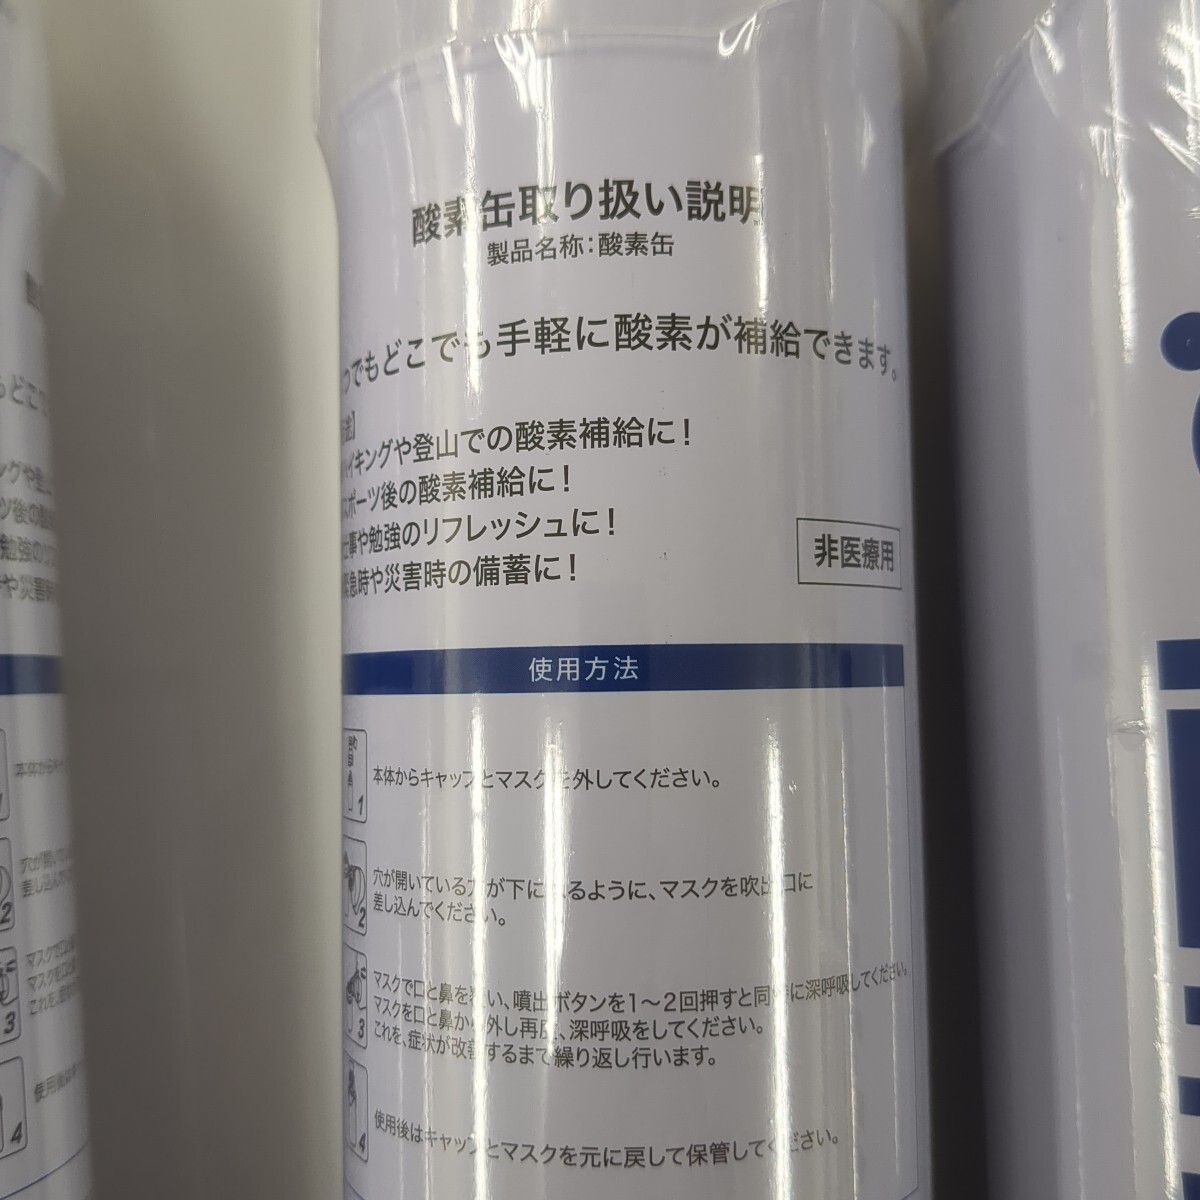 酸素缶取り扱い説明
製品名称：酸素缶
つでもどこでも手軽に酸素が補給できます。
途】
ハイキングや登山での酸素補給に！
スポーツ後の酸素補給に！
仕事や勉強のリフレッシュに！
緊急時や災害時の備蓄に！
非医療用
使用方法
1
本体からキャップとマスクを外してください。
2
穴が開いている方が下になるように、マスクを吹出口に
差し込んでください。
3
マスクで口と鼻を覆い、噴出ボタンを1〜2回押すと同時に深呼吸してください。
マスクを口と鼻から外し再度、深呼吸をしてください。
これを、症状が改善するまで繰り返し行います。
4
使用後はキャップとマスクを元に戻して保管してください。